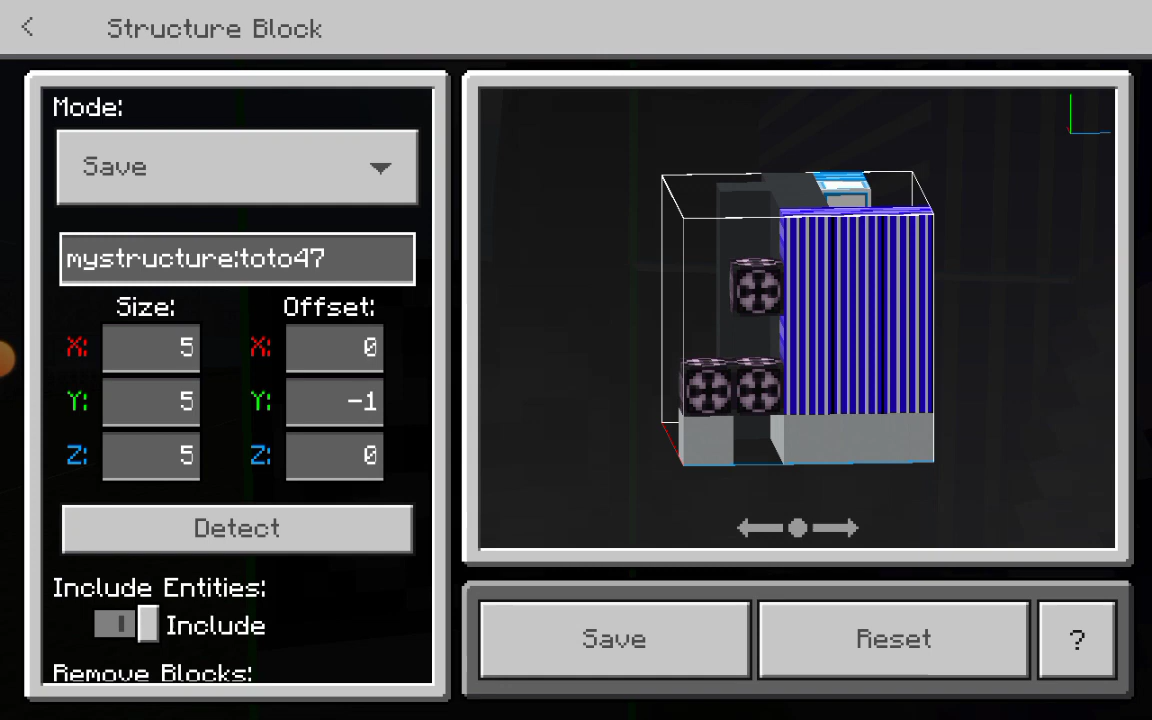 Structure Block
Mode:
Save
mystructure:toto47
Size: Offset:
X: 5 X: 0
Y: 5 Y: -1
Z: 5 Z: 0
Detect
Include Entities:
Include
Remove Blocks:
Save Reset ?